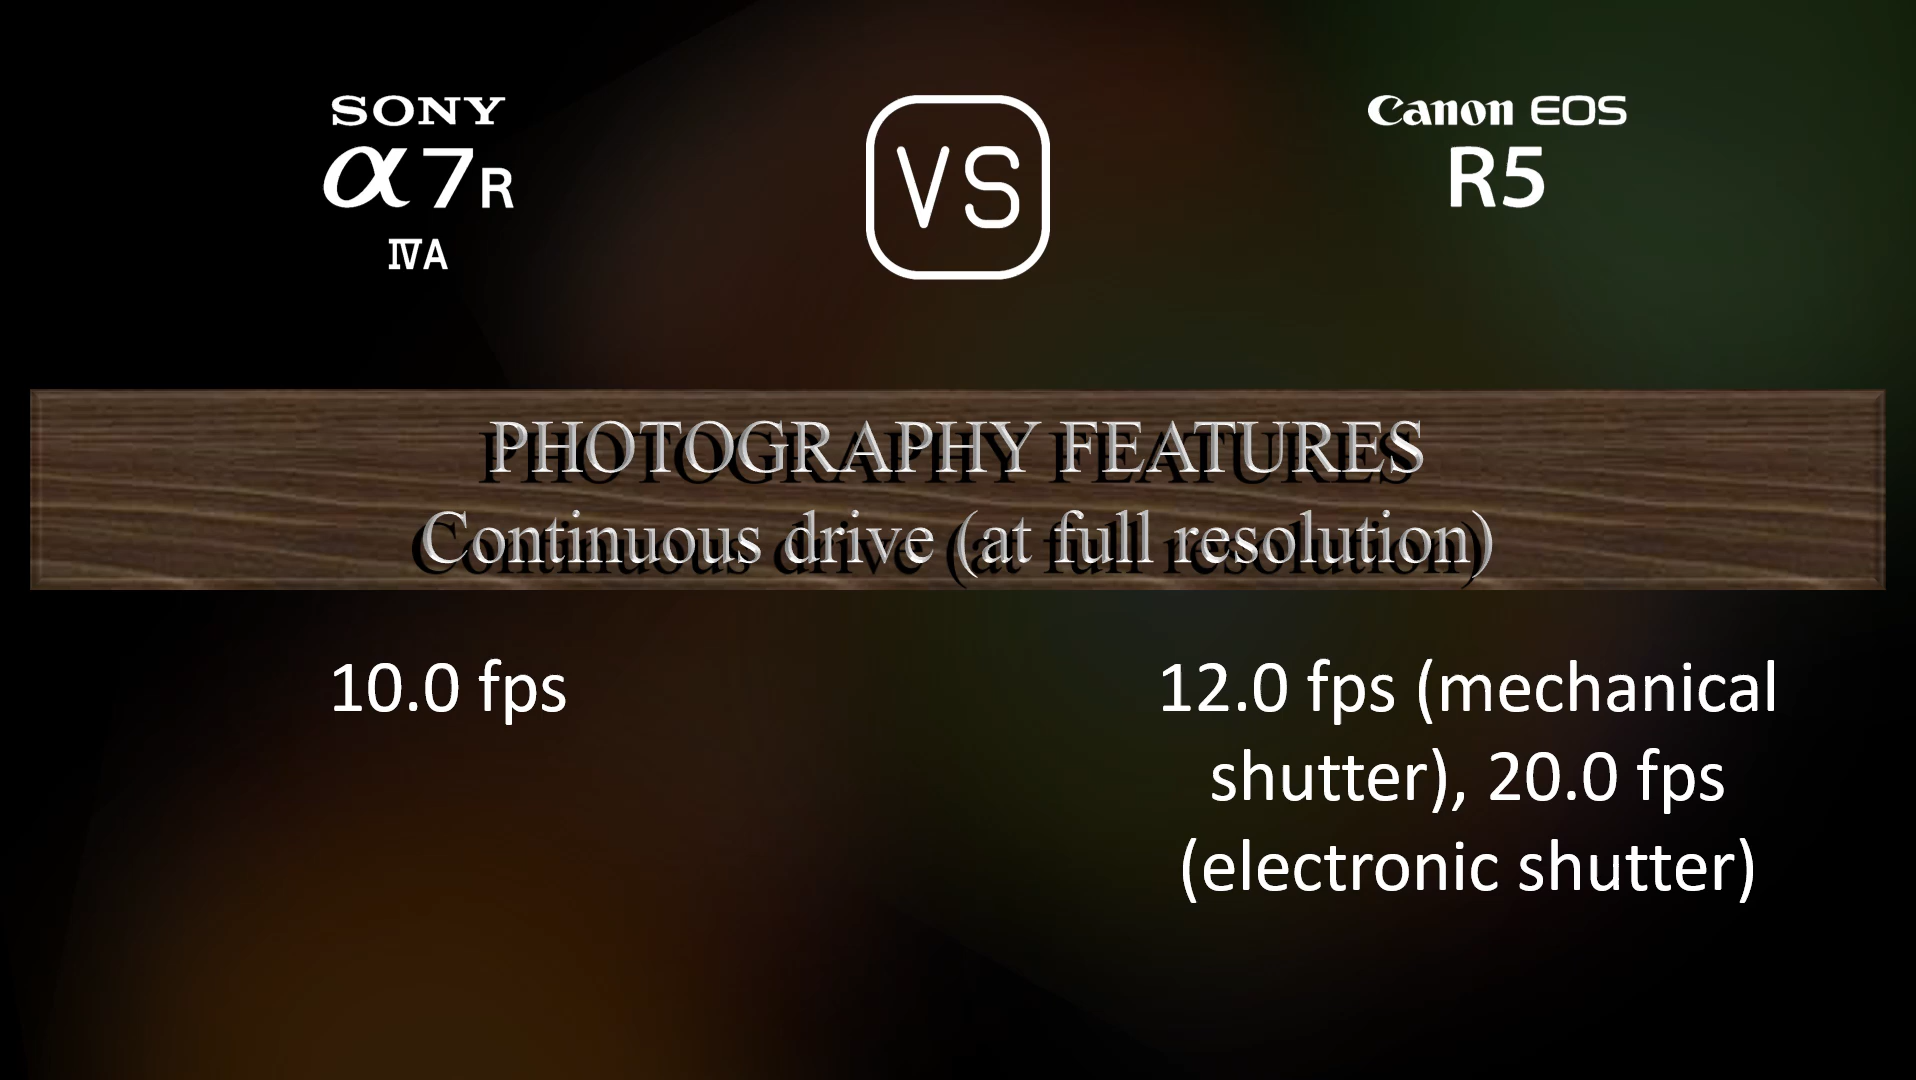 SONY
α7R
IVA
VS
Canon EOS
R5
PHOTOGRAPHY FEATURES
Continuous drive (at full resolution)
10.0 fps
12.0 fps (mechanical
shutter), 20.0 fps
(electronic shutter)